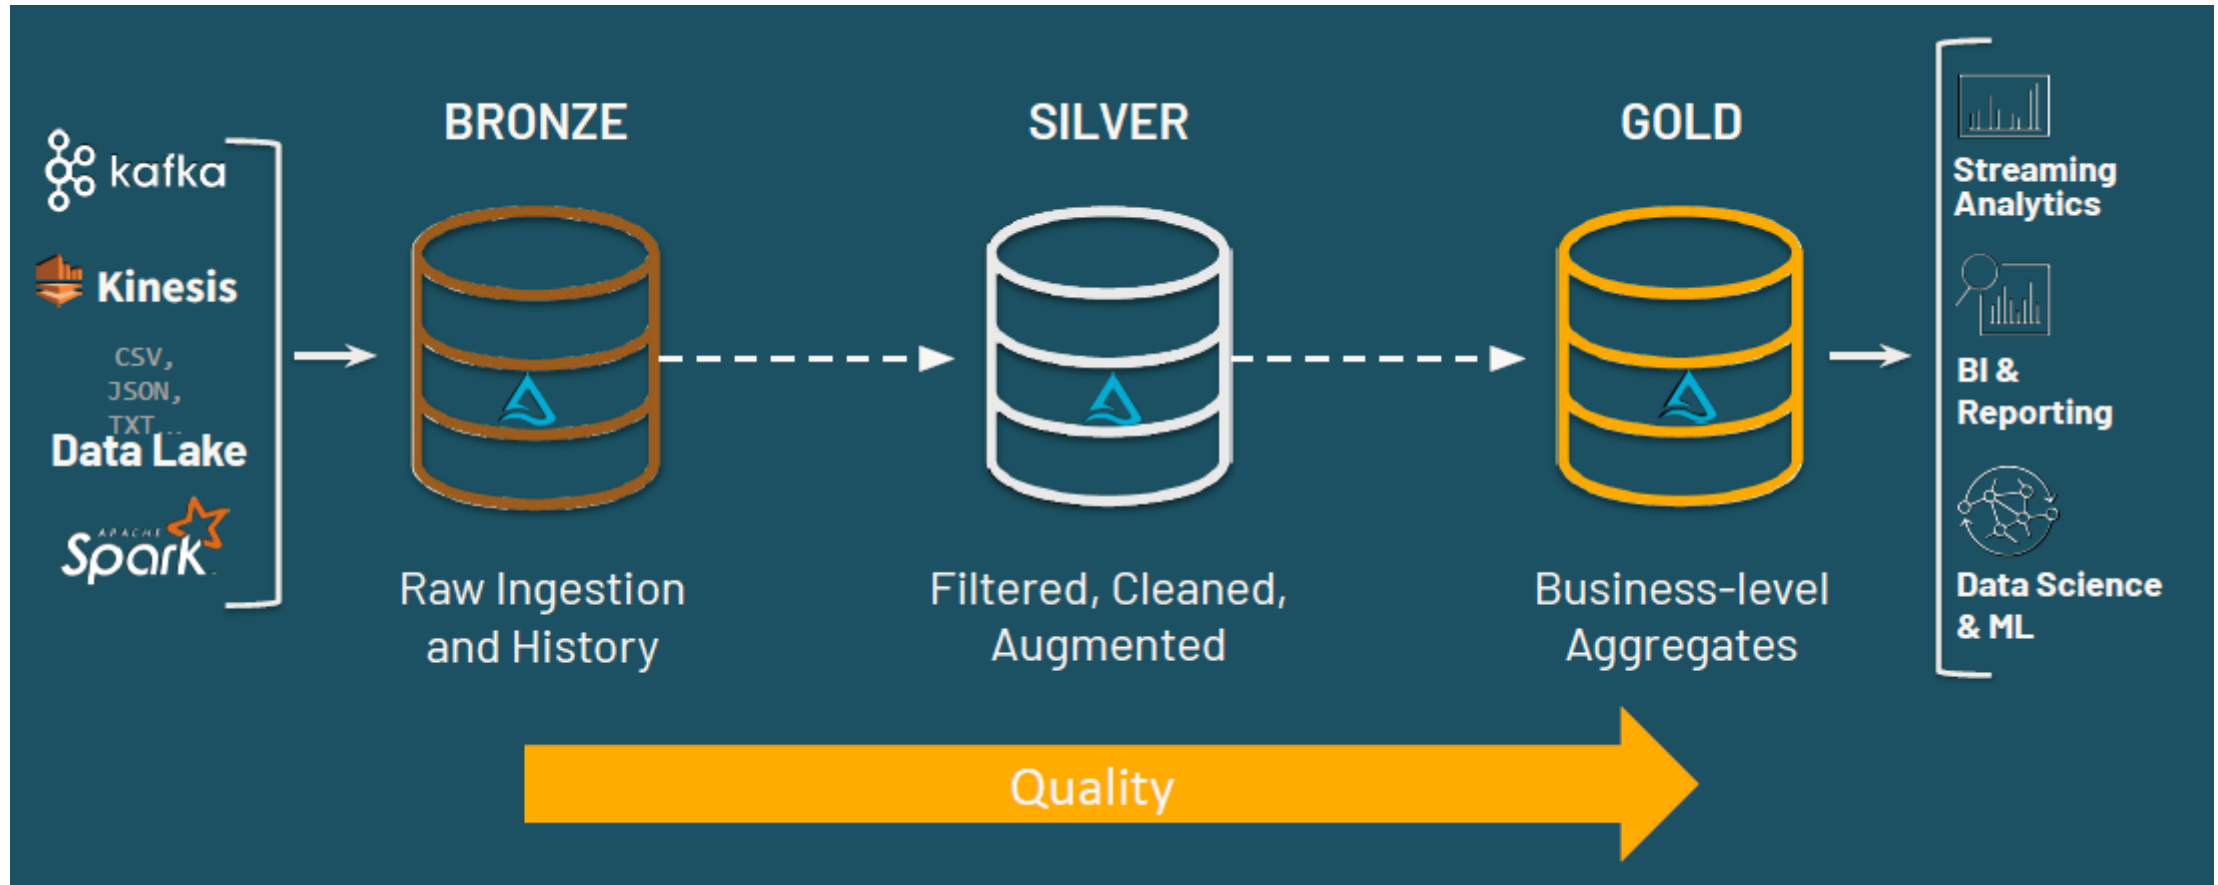 kafka
Kinesis
CSV,
JSON,
TXT...
Data Lake
APACHE
Spark
BRONZE
Raw Ingestion
and History
SILVER
Filtered, Cleaned,
Augmented
GOLD
Business-level
Aggregates
Streaming
Analytics
BI &
Reporting
Data Science
& ML
Quality